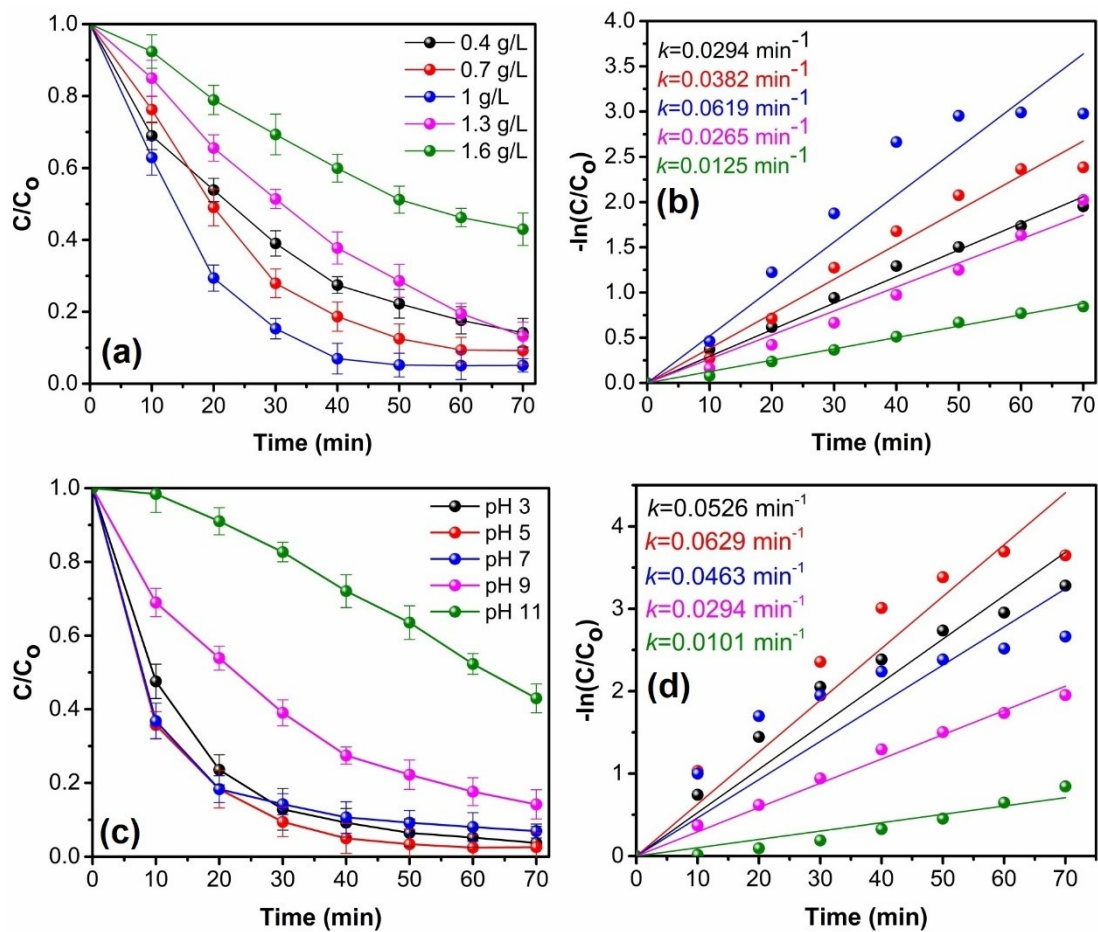 1.0
0.8
0.6
0.4
0.2
0.0
C/Co
0.4 g/L
0.7 g/L
1 g/L
1.3 g/L
1.6 g/L
(a)
0 10 20 30 40 50 60 70
Time (min)
4.0
3.5
3.0
2.5
2.0
1.5
1.0
0.5
0.0
-ln(C/Co)
k=0.0294 min-1
k=0.0382 min-1
k=0.0619 min-1
k=0.0265 min-1
k=0.0125 min-1
(b)
0 10 20 30 40 50 60 70
Time (min)
1.0
0.8
0.6
0.4
0.2
0.0
C/Co
pH 3
pH 5
pH 7
pH 9
pH 11
(c)
0 10 20 30 40 50 60 70
Time (min)
4
3
2
1
0
-ln(C/Co)
k=0.0526 min-1
k=0.0629 min-1
k=0.0463 min-1
k=0.0294 min-1
k=0.0101 min-1
(d)
0 10 20 30 40 50 60 70
Time (min)